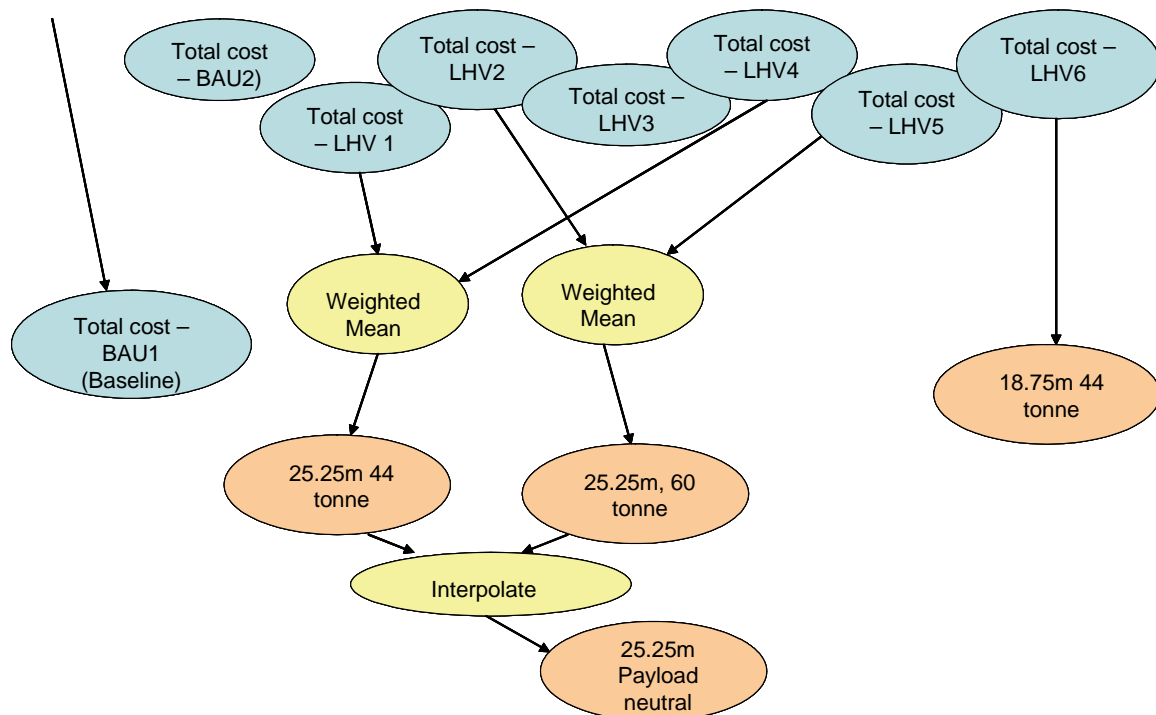 Total cost
– BAU2)
Total cost
– LHV 1
Total cost –
LHV2
Total cost –
LHV3
Total cost
– LHV4
Total cost
– LHV5
Total cost –
LHV6
Weighted
Mean
Weighted
Mean
Total cost –
BAU1
(Baseline)
18.75m 44
tonne
25.25m 44
tonne
25.25m, 60
tonne
Interpolate
25.25m
Payload
neutral